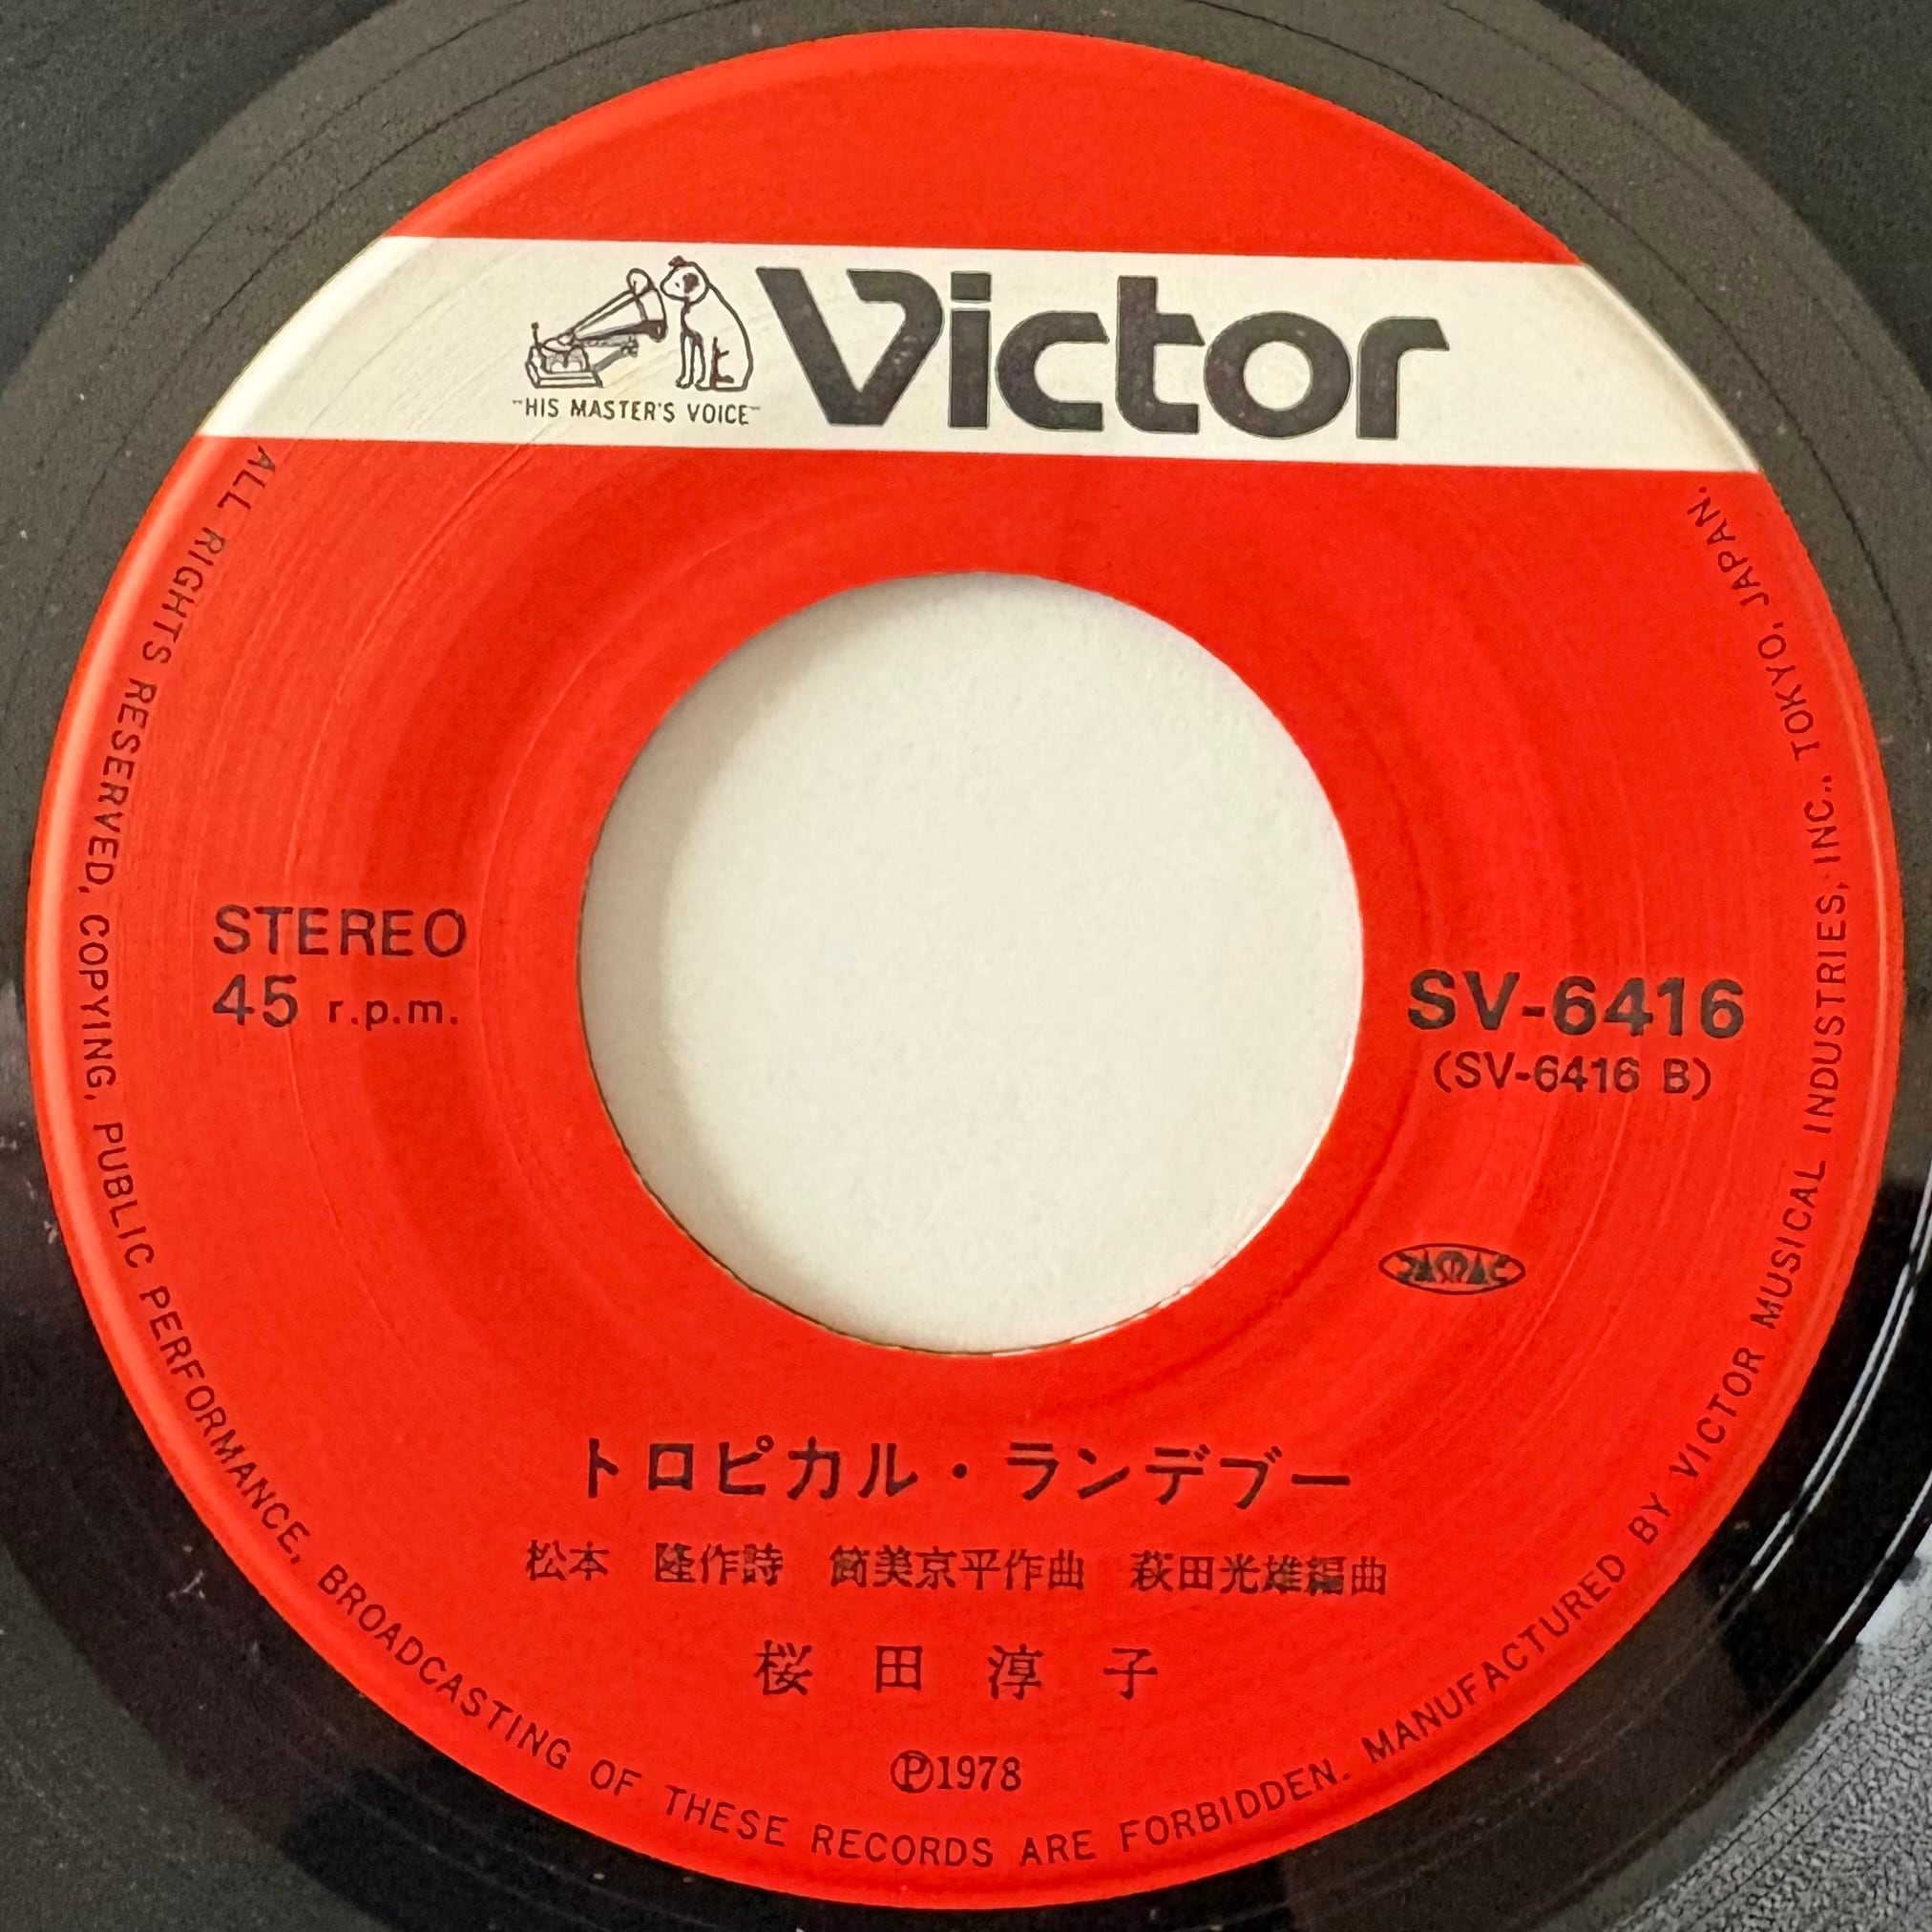 "HIS MASTER'S VOICE"
Victor
STEREO
45 r.p.m.
SV-6416
(SV-6416 B)
JASRAC
トロピカル・ランデブー
松本　隆作詩　筒美京平作曲　萩田光雄編曲
桜田淳子
Ⓟ1978
ALL RIGHTS RESERVED, COPYING, PUBLIC PERFORMANCE, BROADCASTING OF THESE RECORDS ARE FORBIDDEN. MANUFACTURED BY VICTOR MUSICAL INDUSTRIES, INC., TOKYO, JAPAN.